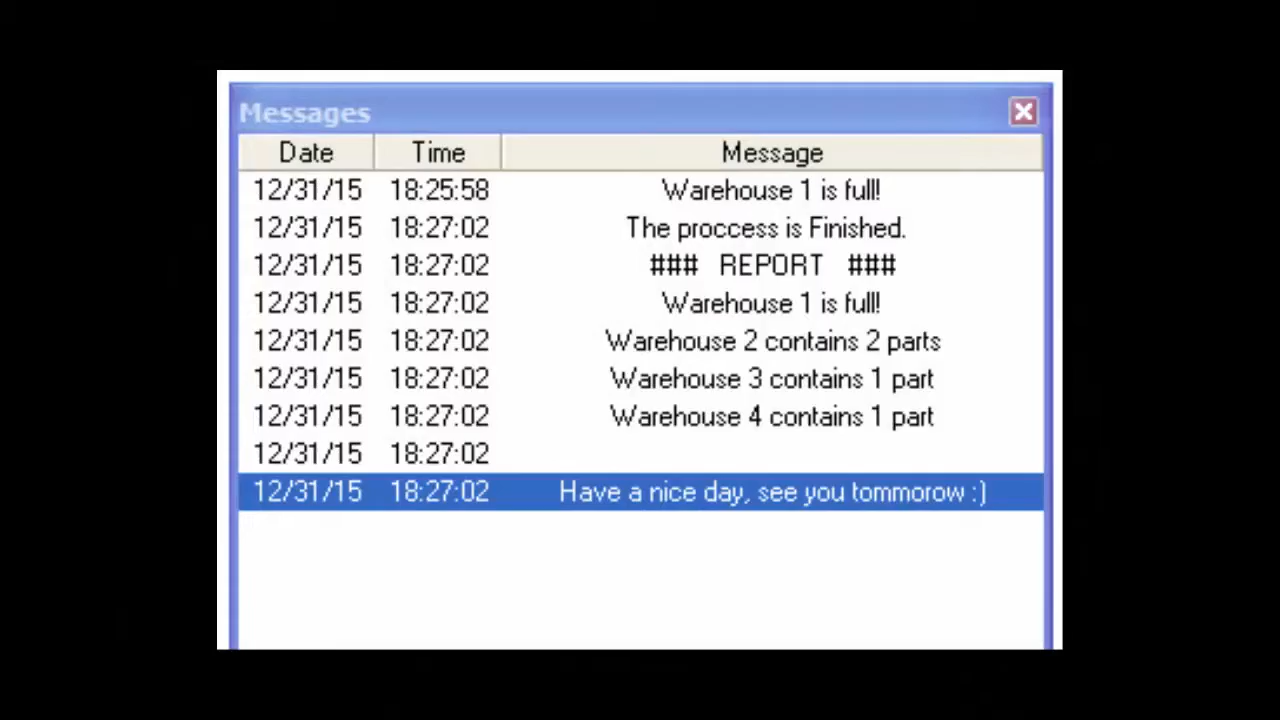 Messages
Date Time Message
12/31/15 18:25:58 Warehouse 1 is full!
12/31/15 18:27:02 The proccess is Finished.
12/31/15 18:27:02 ### REPORT ###
12/31/15 18:27:02 Warehouse 1 is full!
12/31/15 18:27:02 Warehouse 2 contains 2 parts
12/31/15 18:27:02 Warehouse 3 contains 1 part
12/31/15 18:27:02 Warehouse 4 contains 1 part
12/31/15 18:27:02
12/31/15 18:27:02 Have a nice day, see you tommorow :)